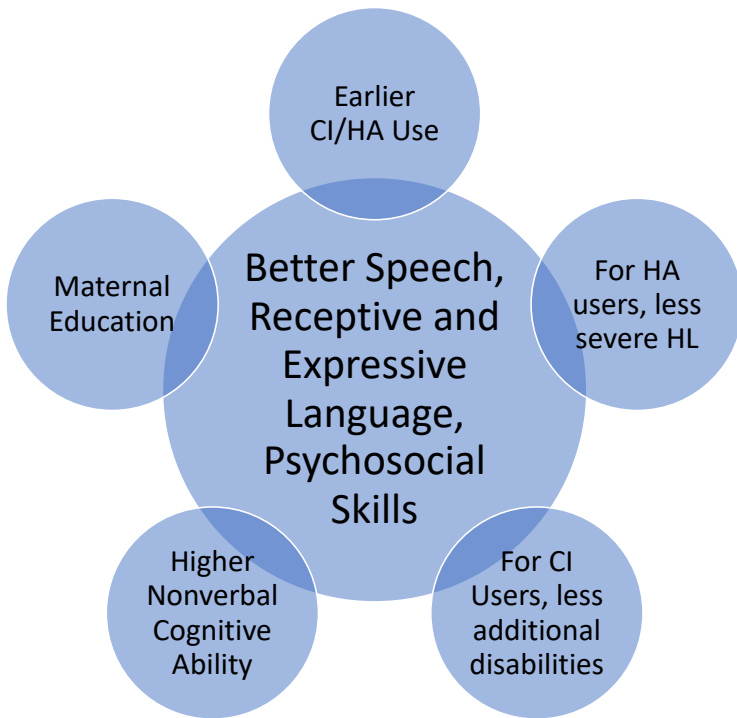 Earlier
CI/HA Use
Better Speech,
Receptive and
Expressive
Language,
Psychosocial
Skills
For HA
users, less
severe HL
For CI
Users, less
additional
disabilities
Higher
Nonverbal
Cognitive
Ability
Maternal
Education